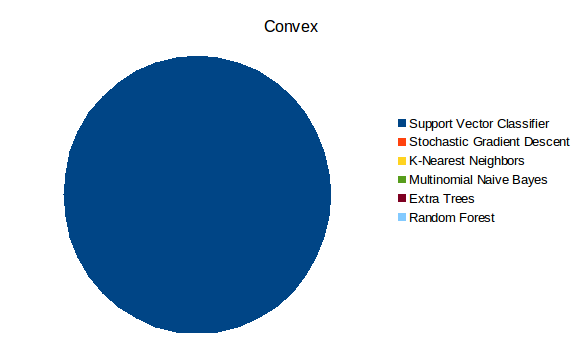 Convex
Support Vector Classifier
Stochastic Gradient Descent
K-Nearest Neighbors
Multinomial Naive Bayes
Extra Trees
Random Forest